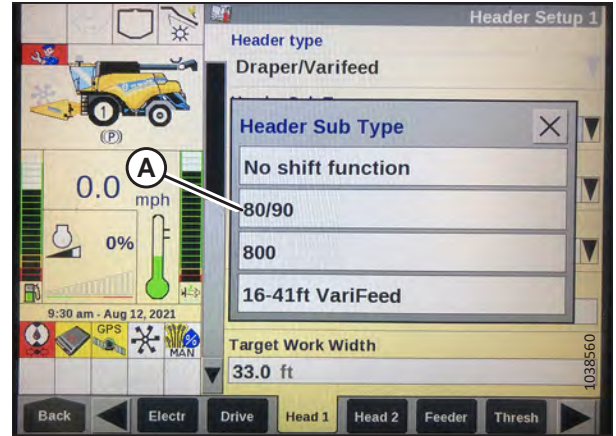 Header Setup 1
Header type
Draper/Varifeed
Header Sub Type
No shift function
80/90
800
16-41ft VariFeed
A
1
(P)
0.0 mph
0%
9:30 am - Aug 12, 2021
GPS
MAN
%
Target Work Width
33.0 ft
1038560
Back
Electr
Drive
Head 1
Head 2
Feeder
Thresh